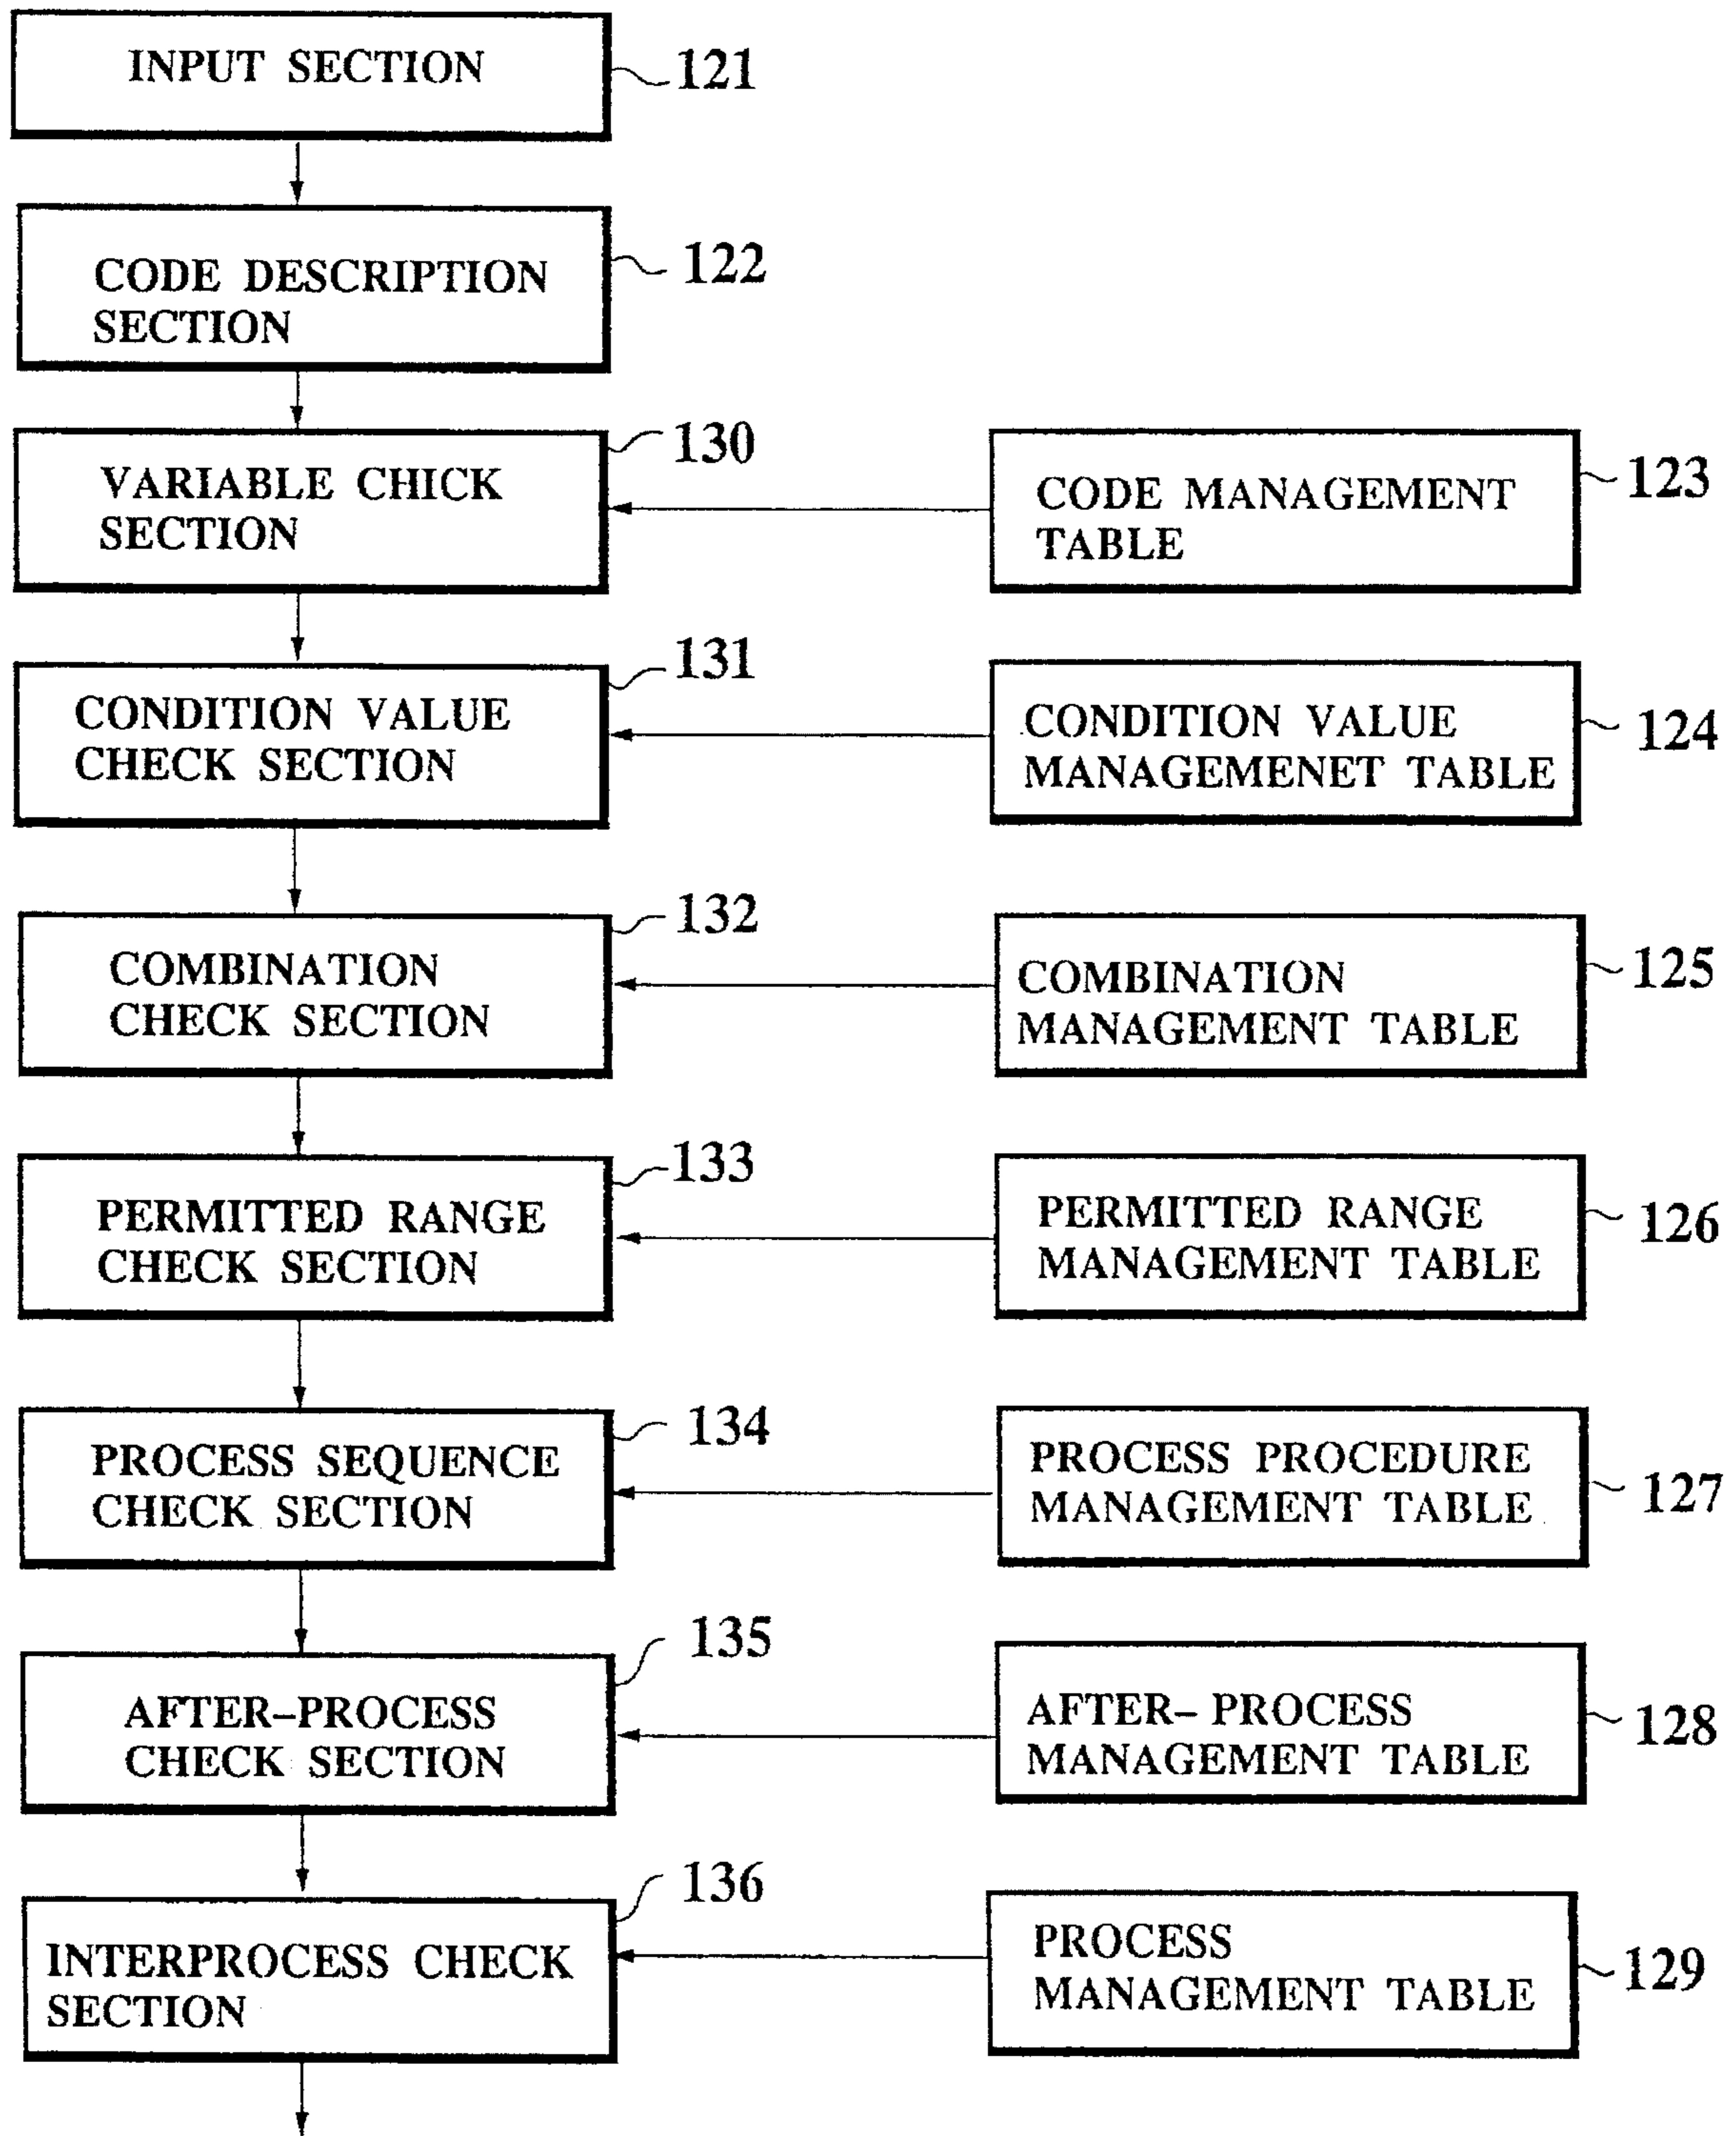 INPUT SECTION
121
CODE DESCRIPTION
SECTION
122
VARIABLE CHICK
SECTION
130
CODE MANAGEMENT
TABLE
123
CONDITION VALUE
CHECK SECTION
131
CONDITION VALUE
MANAGEMENET TABLE
124
COMBINATION
CHECK SECTION
132
COMBINATION
MANAGEMENT TABLE
125
PERMITTED RANGE
CHECK SECTION
133
PERMITTED RANGE
MANAGEMENT TABLE
126
PROCESS SEQUENCE
CHECK SECTION
134
PROCESS PROCEDURE
MANAGEMENT TABLE
127
AFTER-PROCESS
CHECK SECTION
135
AFTER- PROCESS
MANAGEMENT TABLE
128
INTERPROCESS CHECK
SECTION
136
PROCESS
MANAGEMENT TABLE
129